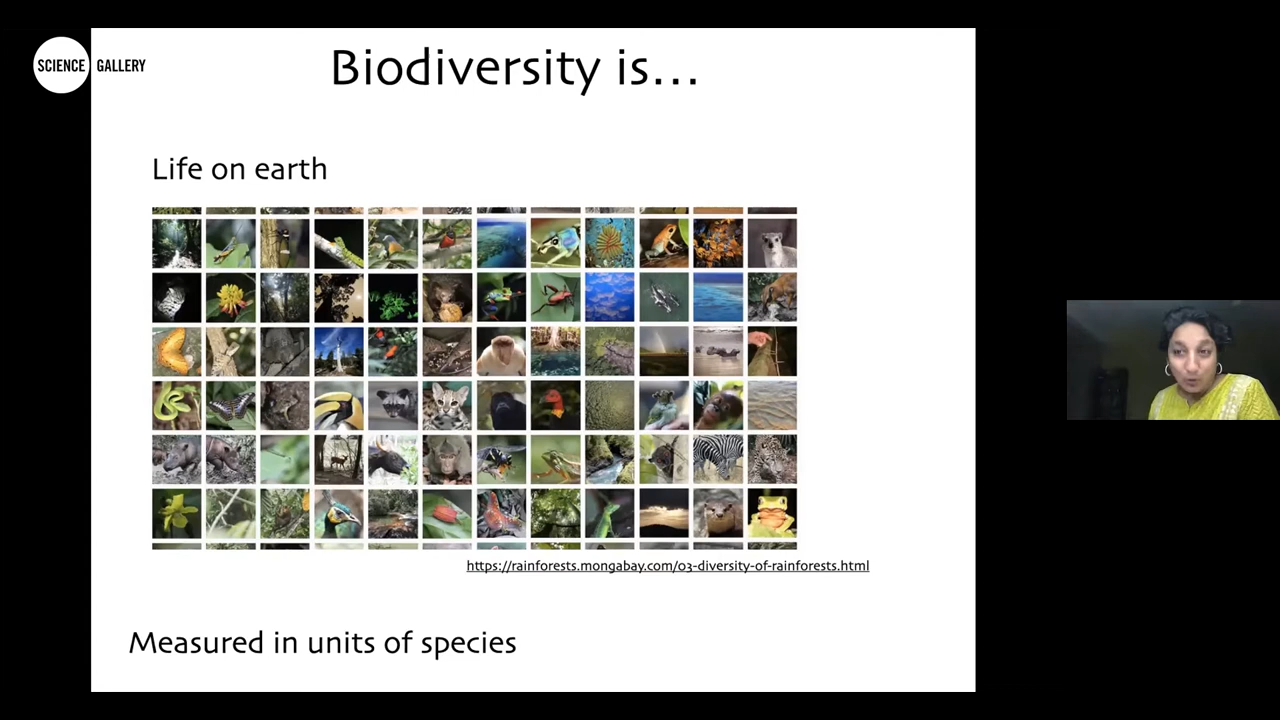 SCIENCE GALLERY
Biodiversity is...
Life on earth
https://rainforests.mongabay.com/03-diversity-of-rainforests.html
Measured in units of species